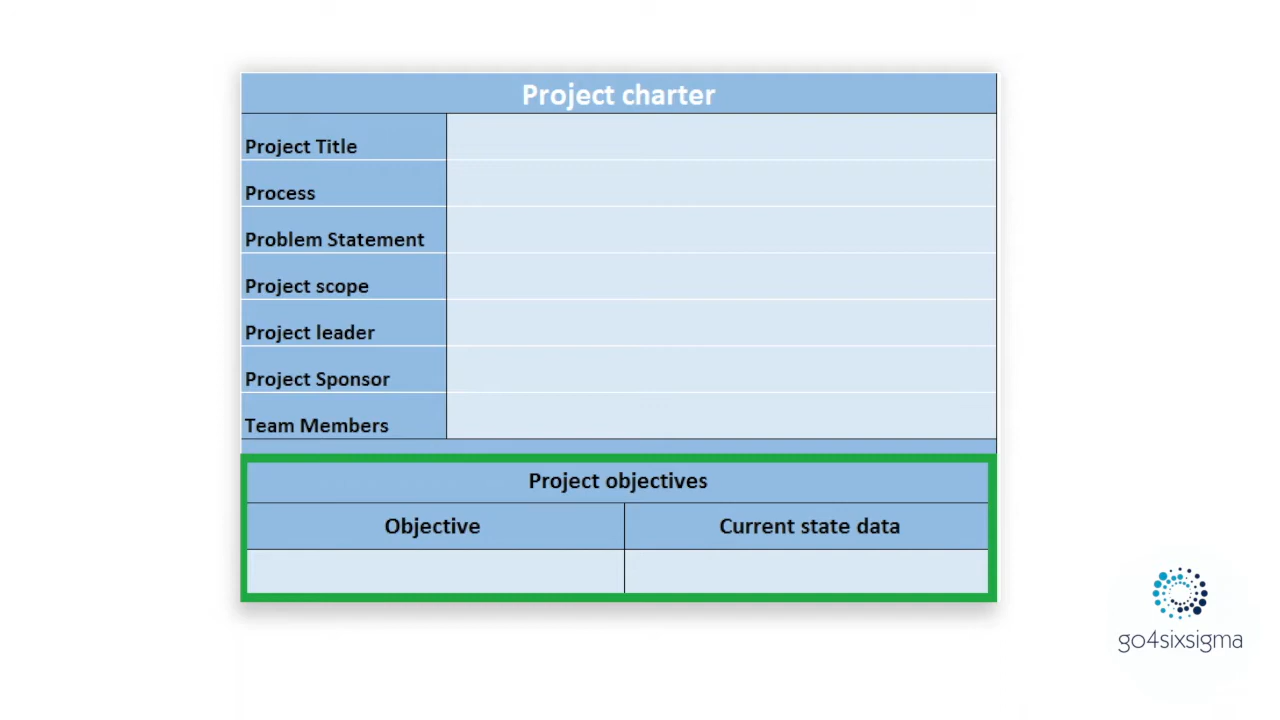 Project charter
Project Title
Process
Problem Statement
Project scope
Project leader
Project Sponsor
Team Members
Project objectives
Objective
Current state data
go4sixsigma